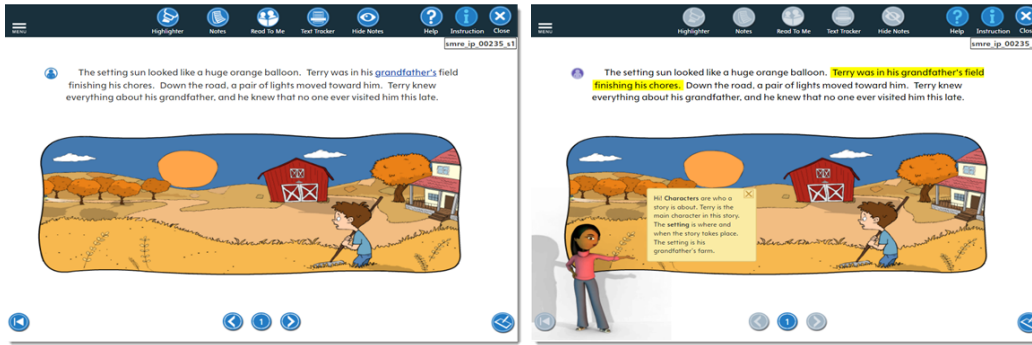 MENU
Highlighter Notes Read To Me Text Tracker Hide Notes Help Instruction Close
smre_ip_00235_s1
The setting sun looked like a huge orange balloon. Terry was in his grandfather's field
finishing his chores. Down the road, a pair of lights moved toward him. Terry knew
everything about his grandfather, and he knew that no one ever visited him this late.
1
MENU
Highlighter Notes Read To Me Text Tracker Hide Notes Help Instruction Close
smre_ip_00235_
The setting sun looked like a huge orange balloon. Terry was in his grandfather's field
finishing his chores. Down the road, a pair of lights moved toward him. Terry knew
everything about his grandfather, and he knew that no one ever visited him this late.
Hi! Characters are who a
story is about. Terry is the
main character in this story.
The setting is where and
when the story takes place.
The setting is his
grandfather's farm.
1